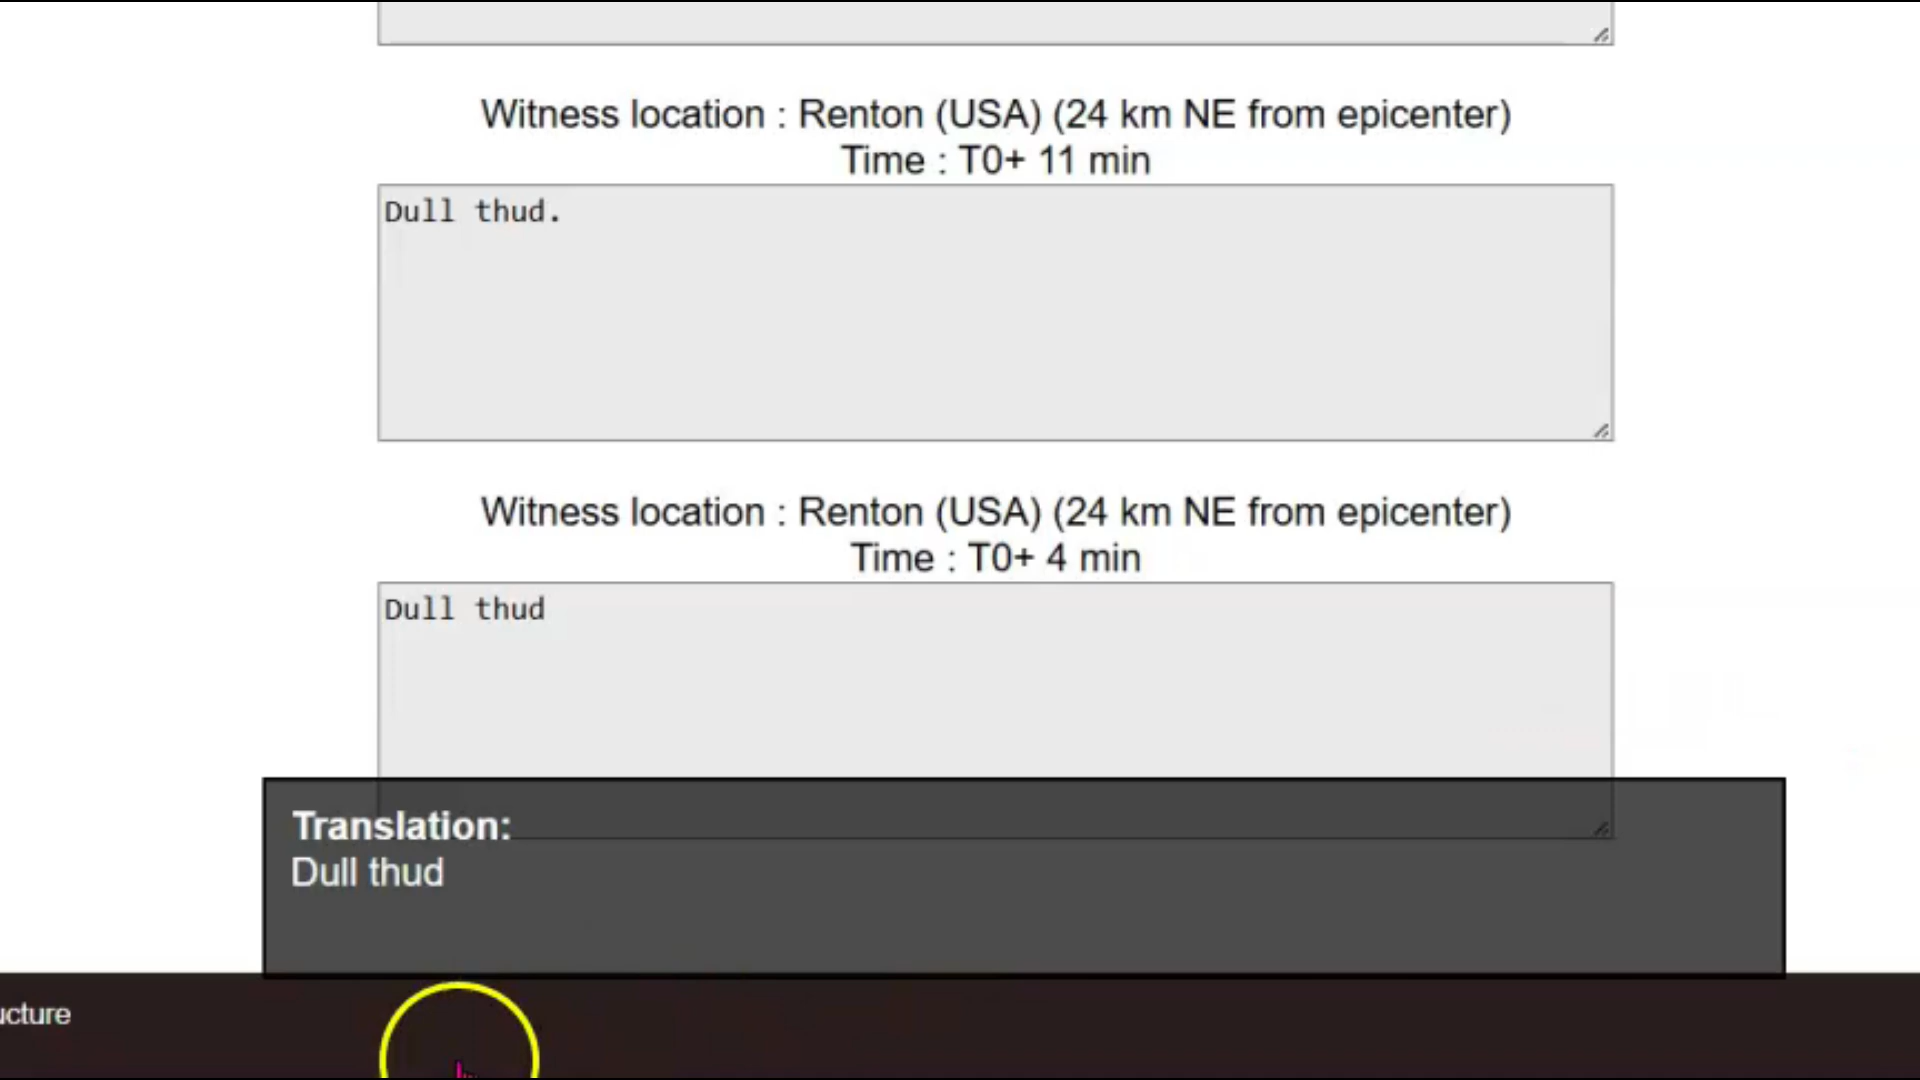 Witness location : Renton (USA) (24 km NE from epicenter)
Time : T0+ 11 min
Dull thud.
Witness location : Renton (USA) (24 km NE from epicenter)
Time : T0+ 4 min
Dull thud
Translation:
Dull thud
ucture